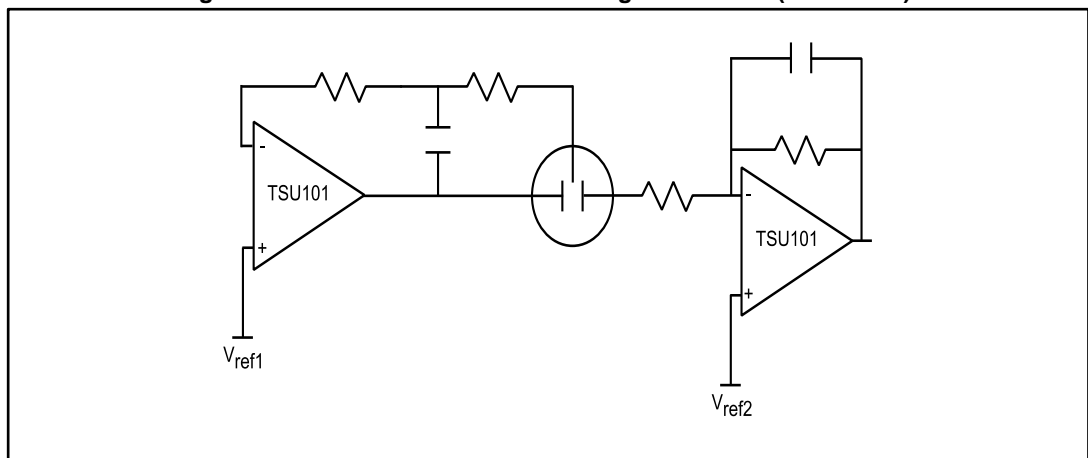 -
TSU101
+
Vref1
-
TSU101
+
Vref2